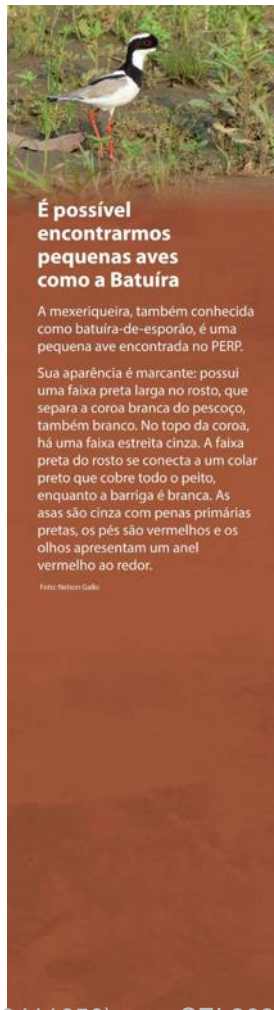 É possível
encontrarmos
pequenas aves
como a Batuíra
A mexeriqueira, também conhecida
como batuíra-de-esporão, é uma
pequena ave encontrada no PERP.
Sua aparência é marcante: possui
uma faixa preta larga no rosto, que
separa a coroa branca do pescoço,
também branco. No topo da coroa,
há uma faixa estreita cinza. A faixa
preta do rosto se conecta a um colar
preto que cobre todo o peito,
enquanto a barriga é branca. As
asas são cinza com penas primárias
pretas, os pés são vermelhos e os
olhos apresentam um anel
vermelho ao redor.
Foto: Nelson Gallo